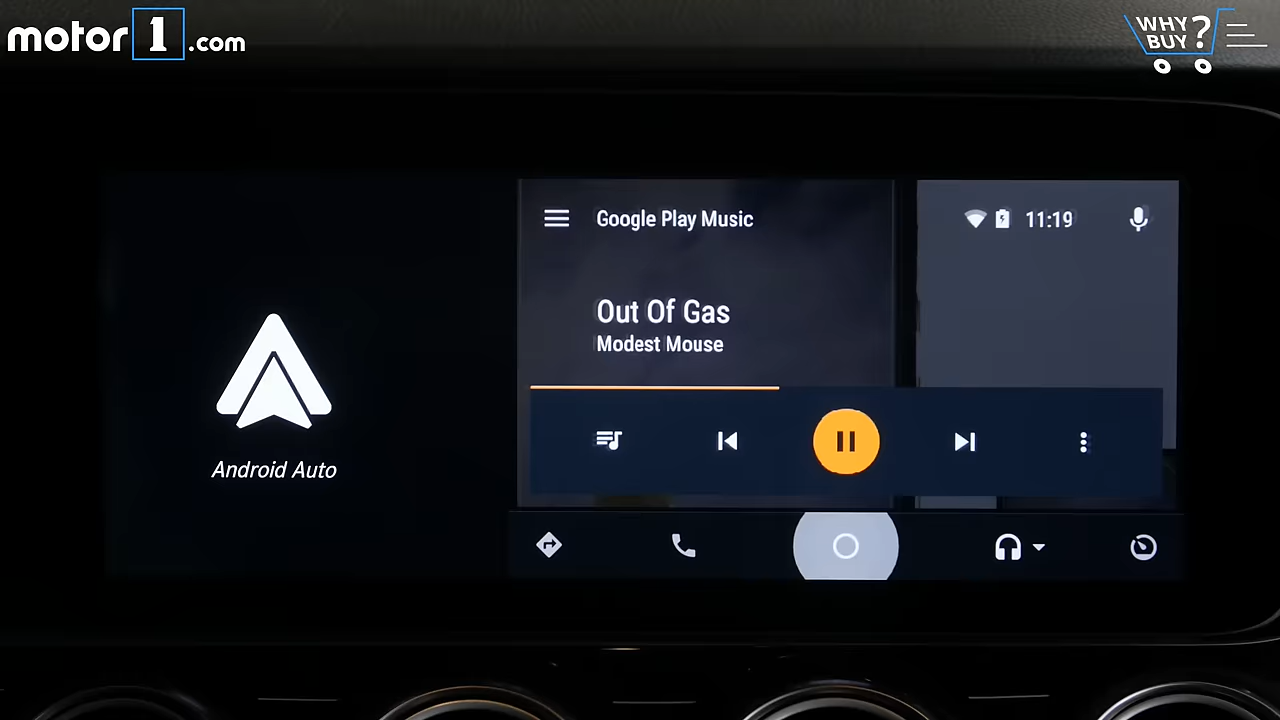 motor1.com
WHY
BUY?
Google Play Music
11:19
Out Of Gas
Modest Mouse
Android Auto